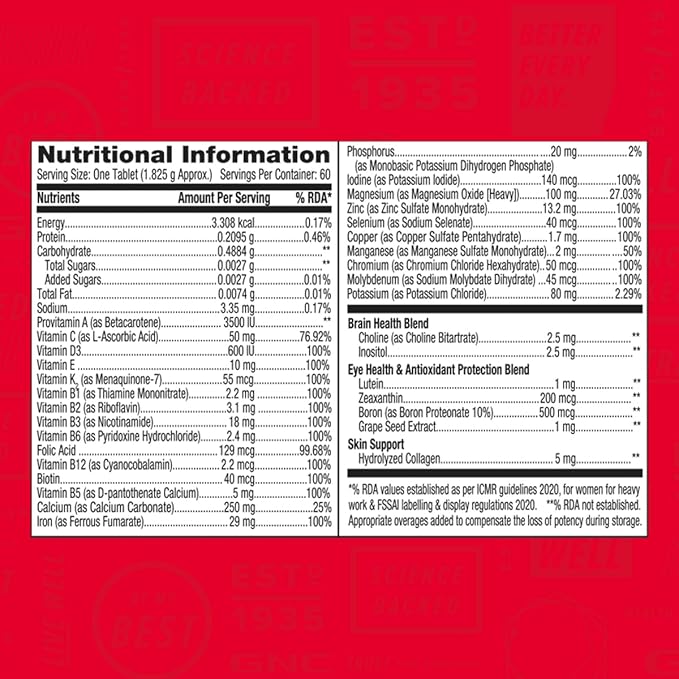 SCIENCE
BACKED
ESTD
1935
BETTER
EVERY
DAY.
BEST
Nutritional Information
Serving Size: One Tablet (1.825 g Approx.) Servings Per Container: 60
Nutrients Amount Per Serving % RDA*
Energy 3.308 kcal 0.17%
Protein 0.2095 g 0.46%
Carbohydrate 0.4884 g **
Total Sugars 0.0027 g **
Added Sugars 0.0027 g 0.01%
Total Fat 0.0074 g 0.01%
Sodium 3.35 mg 0.17%
Provitamin A (as Betacarotene) 3500 IU **
Vitamin C (as L-Ascorbic Acid) 50 mg 76.92%
Vitamin D3 600 IU 100%
Vitamin E 10 mg 100%
Vitamin K2 (as Menaquinone-7) 55 mcg 100%
Vitamin B1 (as Thiamine Mononitrate) 2.2 mg 100%
Vitamin B2 (as Riboflavin) 3.1 mg 100%
Vitamin B3 (as Nicotinamide) 18 mg 100%
Vitamin B6 (as Pyridoxine Hydrochloride) 2.4 mg 100%
Folic Acid 129 mcg 99.68%
Vitamin B12 (as Cyanocobalamin) 2.2 mcg 100%
Biotin 40 mcg 100%
Vitamin B5 (as D-pantothenate Calcium) 5 mg 100%
Calcium (as Calcium Carbonate) 250 mg 25%
Iron (as Ferrous Fumarate) 29 mg 100%
Phosphorus 20 mg 2%
(as Monobasic Potassium Dihydrogen Phosphate)
Iodine (as Potassium Iodide) 140 mcg 100%
Magnesium (as Magnesium Oxide [Heavy]) 100 mg 27.03%
Zinc (as Zinc Sulfate Monohydrate) 13.2 mg 100%
Selenium (as Sodium Selenate) 40 mcg 100%
Copper (as Copper Sulfate Pentahydrate) 1.7 mg 100%
Manganese (as Manganese Sulfate Monohydrate) 2 mg 50%
Chromium (as Chromium Chloride Hexahydrate) 50 mcg 100%
Molybdenum (as Sodium Molybdate Dihydrate) 45 mcg 100%
Potassium (as Potassium Chloride) 80 mg 2.29%
Brain Health Blend
Choline (as Choline Bitartrate) 2.5 mg **
Inositol 2.5 mg **
Eye Health & Antioxidant Protection Blend
Lutein 1 mg **
Zeaxanthin 200 mcg **
Boron (as Boron Proteonate 10%) 500 mcg **
Grape Seed Extract 1 mg **
Skin Support
Hydrolyzed Collagen 5 mg **
*% RDA values established as per ICMR guidelines 2020, for women for heavy
work & FSSAI labelling & display regulations 2020. **% RDA not established.
Appropriate overages added to compensate the loss of potency during storage.
LIVE WELL
AT MY
BEST
ESTD
1935
GNC
SCIENCE
BACKED
WELL